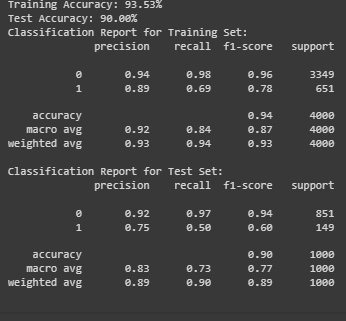 Training Accuracy: 93.53%
Test Accuracy: 90.00%
Classification Report for Training Set:
precision recall f1-score support
0 0.94 0.98 0.96 3349
1 0.89 0.69 0.78 651
accuracy 0.94 4000
macro avg 0.92 0.84 0.87 4000
weighted avg 0.93 0.94 0.93 4000
Classification Report for Test Set:
precision recall f1-score support
0 0.92 0.97 0.94 851
1 0.75 0.50 0.60 149
accuracy 0.90 1000
macro avg 0.83 0.73 0.77 1000
weighted avg 0.89 0.90 0.89 1000